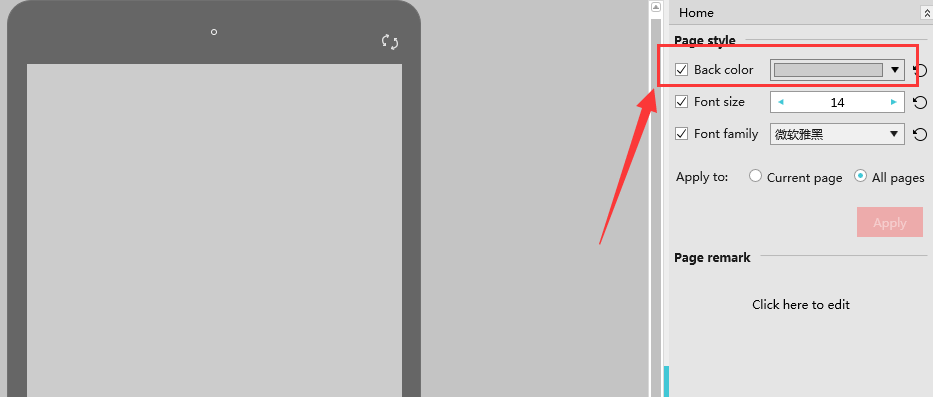 Home
Page style
Back color
Font size 14
Font family 微软雅黑
Apply to: Current page All pages
Apply
Page remark
Click here to edit